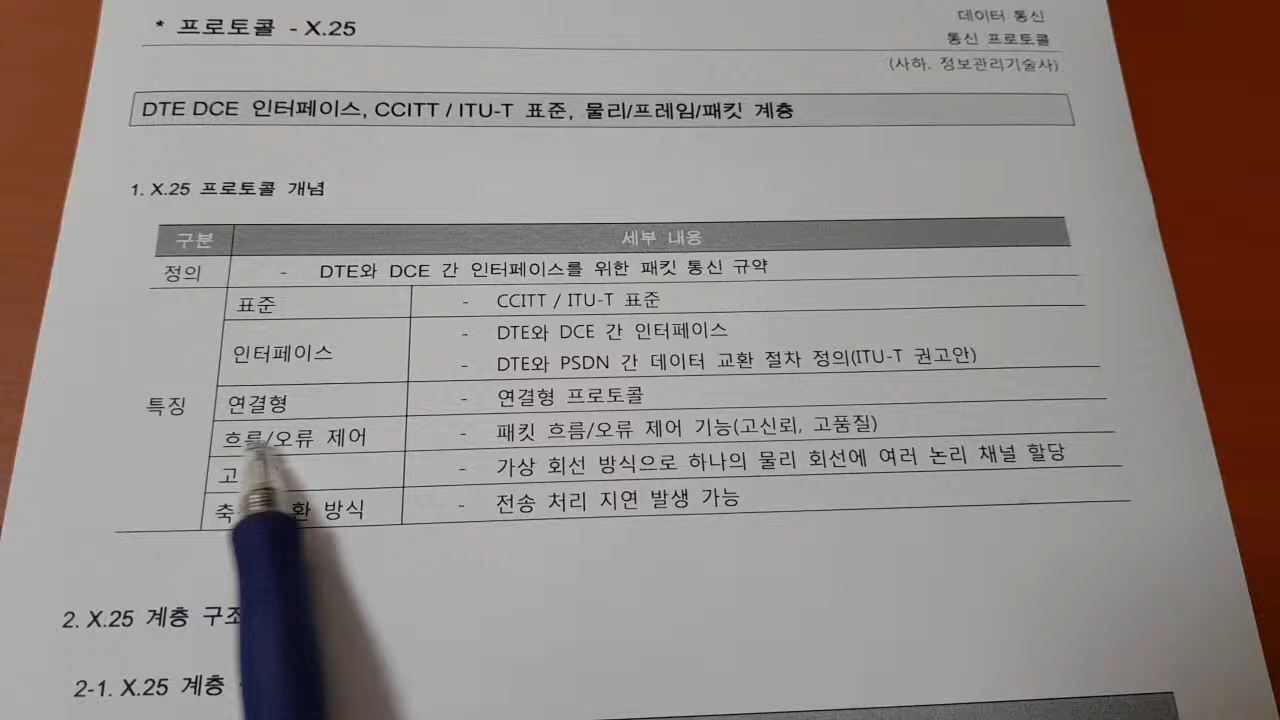 * 프로토콜 - X.25
데이터 통신
통신 프로토콜
(사하, 정보관리기술사)
DTE DCE 인터페이스, CCITT / ITU-T 표준, 물리/프레임/패킷 계층
1. X.25 프로토콜 개념
구분 세부 내용
정의 - DTE와 DCE 간 인터페이스를 위한 패킷 통신 규약
특징
표준 - CCITT / ITU-T 표준
인터페이스 - DTE와 DCE 간 인터페이스
- DTE와 PSDN 간 데이터 교환 절차 정의(ITU-T 권고안)
연결형 - 연결형 프로토콜
흐름/오류 제어 - 패킷 흐름/오류 제어 기능(고신뢰, 고품질)
고 - 가상 회선 방식으로 하나의 물리 회선에 여러 논리 채널 할당
축 환 방식 - 전송 처리 지연 발생 가능
2. X.25 계층 구조
2-1. X.25 계층